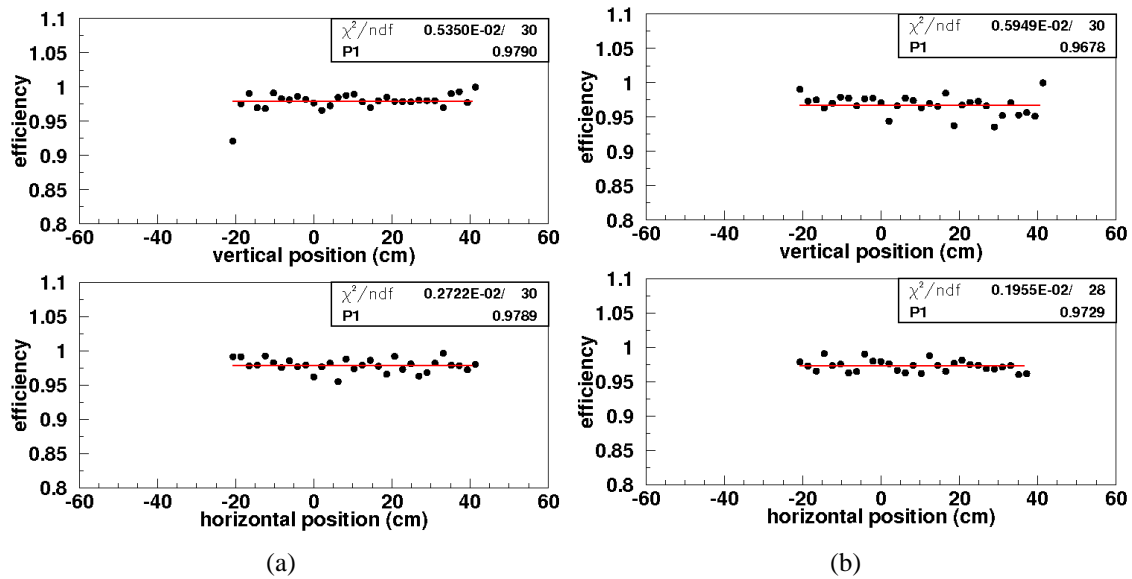 χ²/ndf 0.5350E-02/ 30
P1 0.9790
efficiency
1.1
1.05
1
0.95
0.9
0.85
0.8
-60 -40 -20 0 20 40 60
vertical position (cm)
χ²/ndf 0.2722E-02/ 30
P1 0.9789
efficiency
1.1
1.05
1
0.95
0.9
0.85
0.8
-60 -40 -20 0 20 40 60
horizontal position (cm)
(a)
χ²/ndf 0.5949E-02/ 30
P1 0.9678
efficiency
1.1
1.05
1
0.95
0.9
0.85
0.8
-60 -40 -20 0 20 40 60
vertical position (cm)
χ²/ndf 0.1955E-02/ 28
P1 0.9729
efficiency
1.1
1.05
1
0.95
0.9
0.85
0.8
-60 -40 -20 0 20 40 60
horizontal position (cm)
(b)